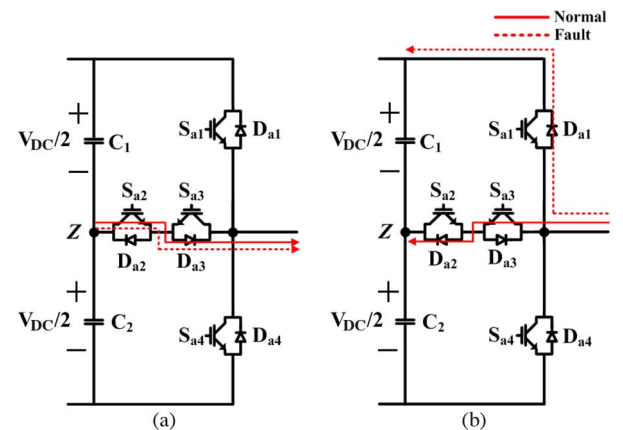 Normal
Fault
+
V_DC/2
C_1
−
S_a1
D_a1
S_a2
S_a3
Z
D_a2
D_a3
+
V_DC/2
C_2
−
S_a4
D_a4
(a)
+
V_DC/2
C_1
−
S_a1
D_a1
S_a2
S_a3
Z
D_a2
D_a3
+
V_DC/2
C_2
−
S_a4
D_a4
(b)